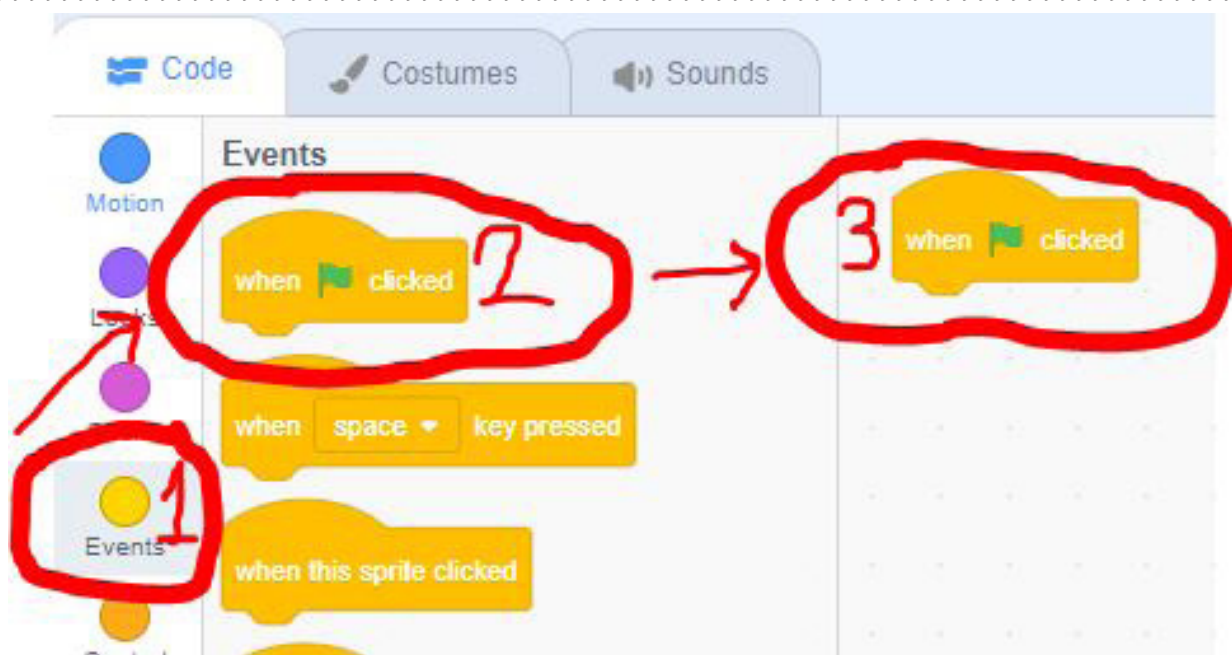 Code Costumes Sounds
Events
Motion
when clicked 2
3 when clicked
Looks
when space key pressed
1
Events
when this sprite clicked